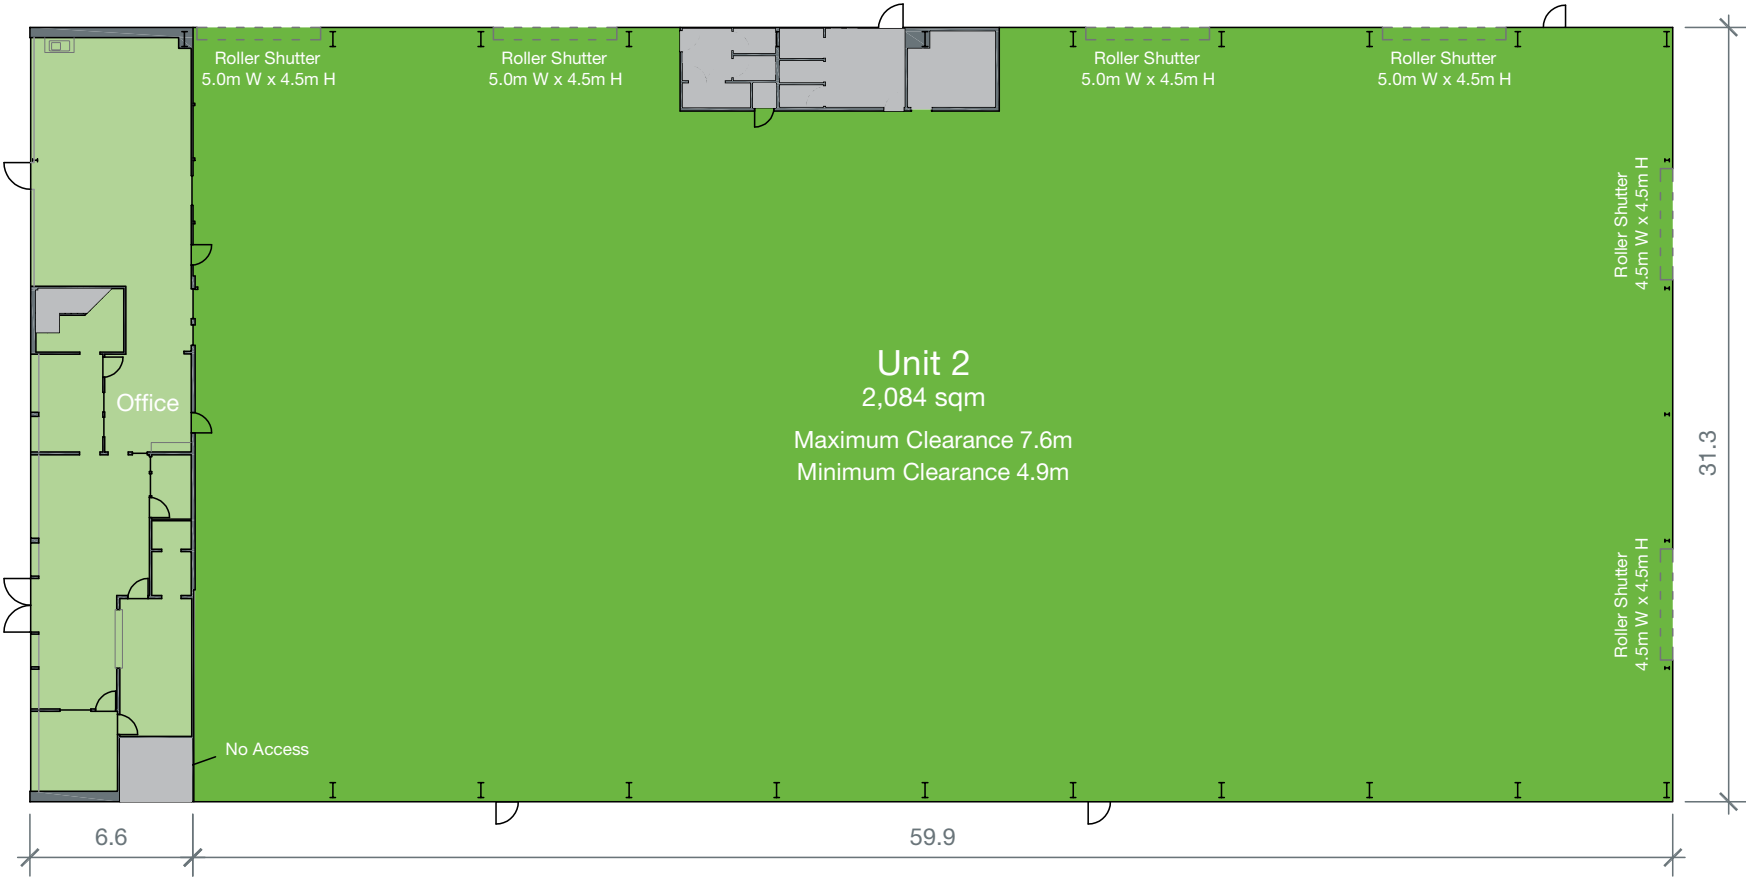 Roller Shutter
5.0m W x 4.5m H
Roller Shutter
5.0m W x 4.5m H
Roller Shutter
5.0m W x 4.5m H
Roller Shutter
5.0m W x 4.5m H
Roller Shutter
4.5m W x 4.5m H
Unit 2
2,084 sqm
Maximum Clearance 7.6m
Minimum Clearance 4.9m
Office
31.3
Roller Shutter
4.5m W x 4.5m H
No Access
6.6
59.9